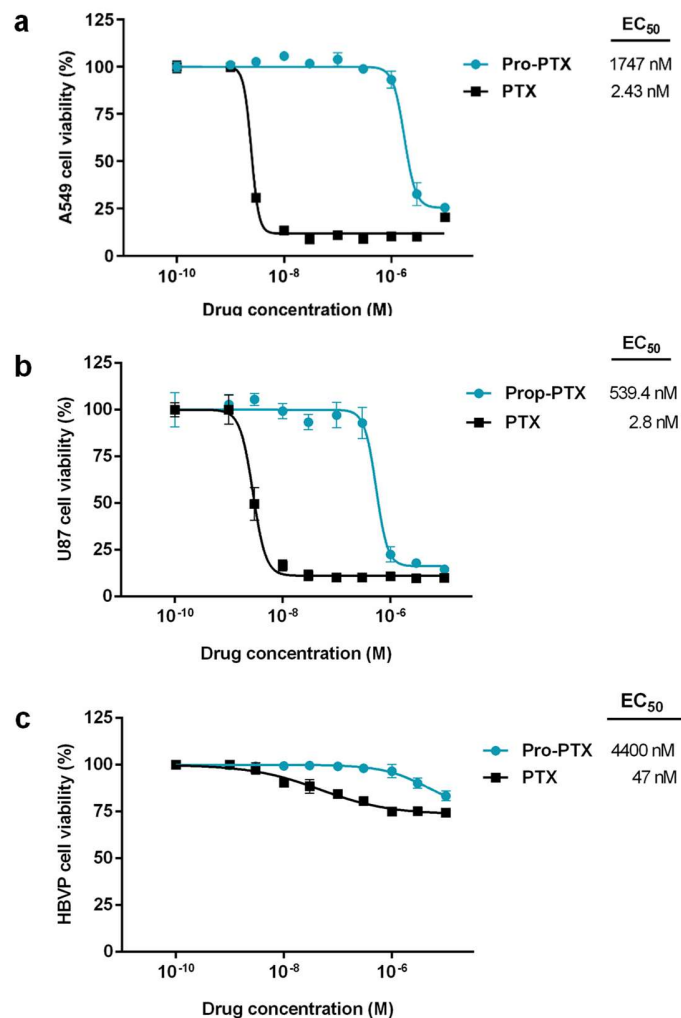 a
EC50
Pro-PTX 1747 nM
PTX 2.43 nM
A549 cell viability (%)
125
100
75
50
25
0
10-10 10-8 10-6
Drug concentration (M)
b
EC50
Prop-PTX 539.4 nM
PTX 2.8 nM
U87 cell viability (%)
125
100
75
50
25
0
10-10 10-8 10-6
Drug concentration (M)
c
EC50
Pro-PTX 4400 nM
PTX 47 nM
HBVP cell viability (%)
125
100
75
50
25
0
10-10 10-8 10-6
Drug concentration (M)